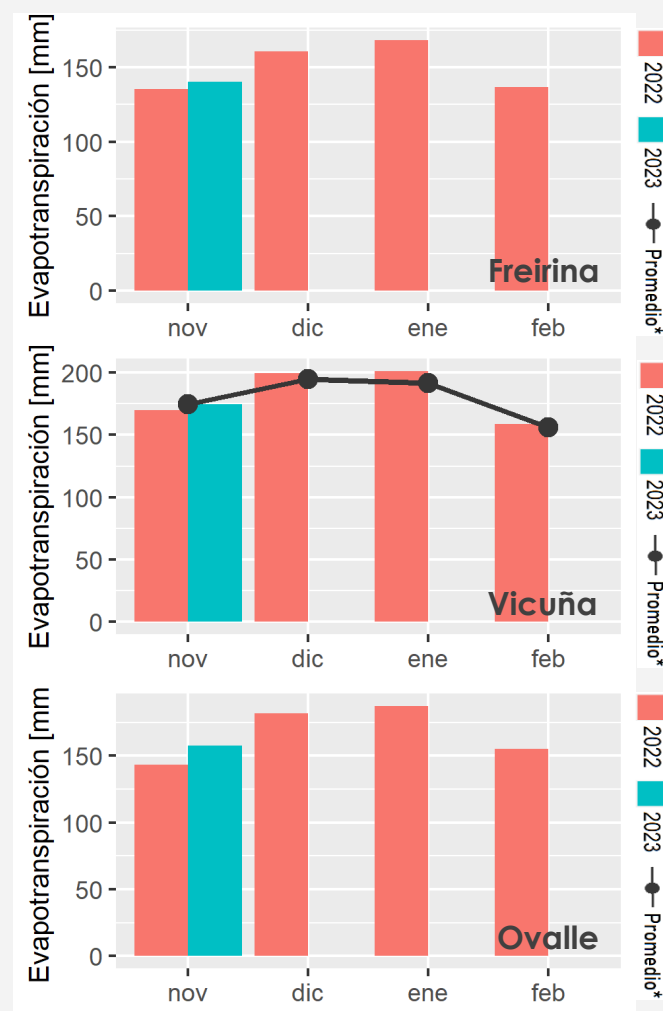 Evapotranspiración [mm]
150
100
50
0
nov dic ene feb
Freirina
2022 2023 Promedio*
Evapotranspiración [mm]
200
150
100
50
0
nov dic ene feb
Vicuña
2022 2023 Promedio*
Evapotranspiración [mm
150
100
50
0
nov dic ene feb
Ovalle
2022 2023 Promedio*